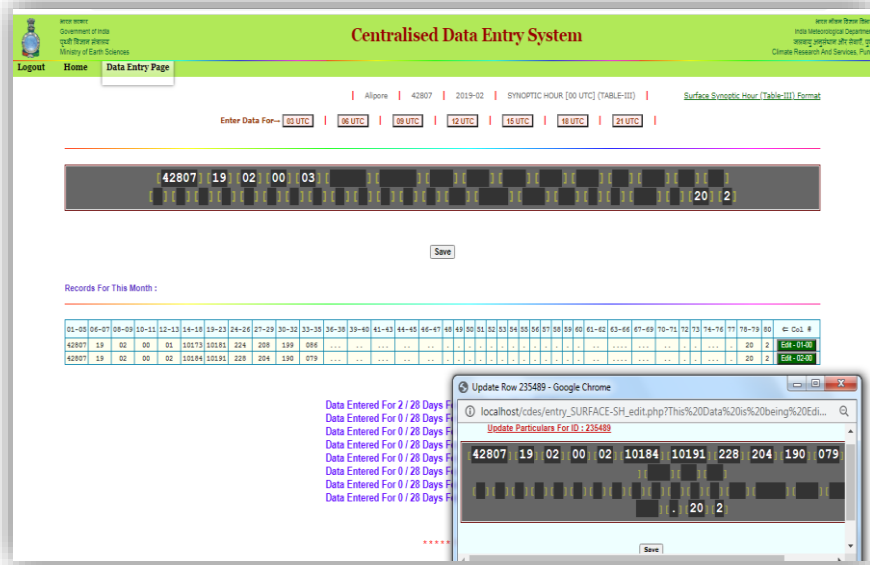 भारत सरकार
Government of India
पृथ्वी विज्ञान मंत्रालय
Ministry of Earth Sciences
Centralised Data Entry System
भारत मौसम विज्ञान
India Meteorological
जलवायु अनुसंधान और सेवाएँ,
Climate Research And Services,
Logout Home Data Entry Page
| Alipore | 42807 | 2019-02 | SYNOPTIC HOUR [00 UTC] (TABLE-III) | Surface Synoptic Hour (Table-III) Format
Enter Data For-- 03 UTC | 06 UTC | 09 UTC | 12 UTC | 15 UTC | 18 UTC | 21 UTC |
[42807][19][02][00][03][ ][ ][ ][ ][ ][ ][ ][ ][ ][ ][ ]
[20][2]
Save
Records For This Month :
01-05 06-07 08-09 10-11 12-13 14-18 19-23 24-26 27-29 30-32 33-35 36-38 39-40 41-43 44-45 46-47 48 49 50 51 52 53 54 55 56 57 58 59 60 61-62 63-66 67-69 70-71 72 73 74-76 77 78-79 80 ⇐ Col #
42807 19 02 00 01 10173 10181 224 208 199 086 ... .. ... .. .. . . . . . . . . . . . . . .. .... ... .. . . ... . 20 2 Edit - 01-00
42807 19 02 00 02 10184 10191 228 204 190 079 ... .. ... .. .. . . . . . . . . . . . . . .. .... ... .. . . ... . 20 2 Edit - 02-00
Data Entered For 2 / 28 Days
Data Entered For 0 / 28 Days
Data Entered For 0 / 28 Days
Data Entered For 0 / 28 Days
Data Entered For 0 / 28 Days
Data Entered For 0 / 28 Days
Data Entered For 0 / 28 Days
Data Entered For 0 / 28 Days
*****
Update Row 235489 - Google Chrome
localhost/cdes/entry_SURFACE-SH_edit.php?This%20Data%20is%20being%20Edi...
Update Particulars For ID : 235489
[42807][19][02][00][02][10184][10191][228][204][190][079]
[.][20][2]
Save